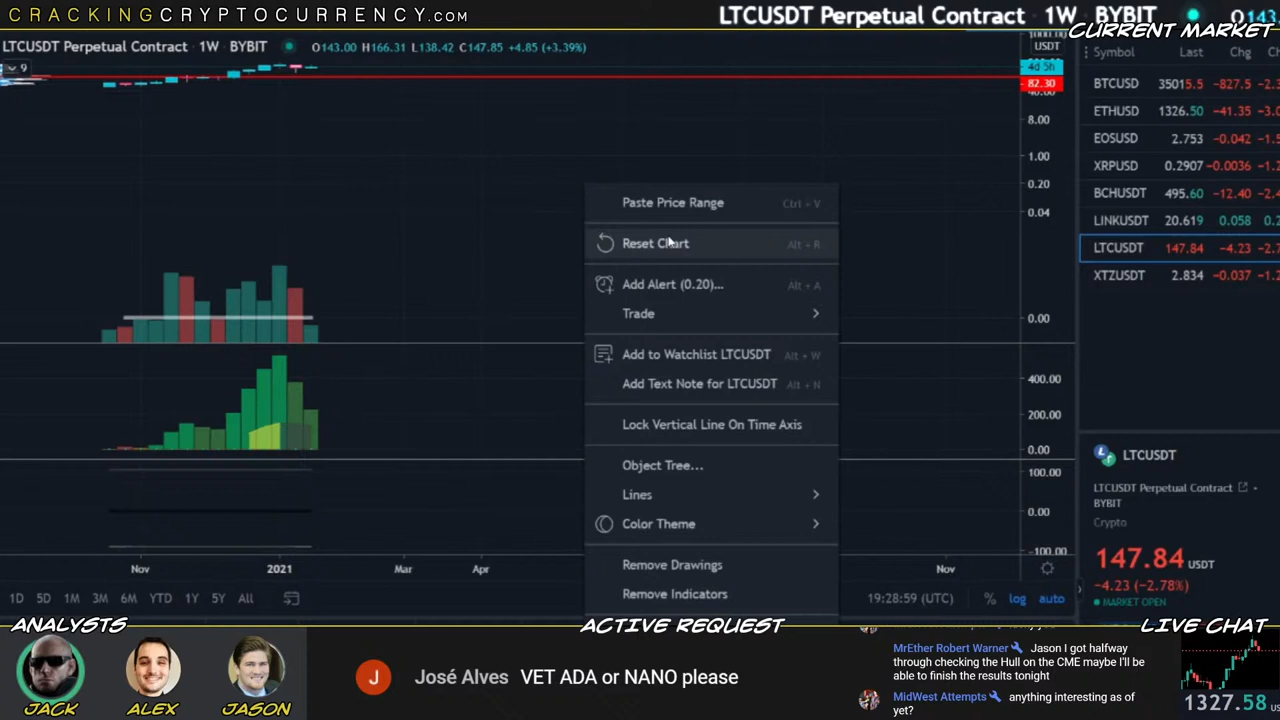 CRACKINGCRYPTOCURRENCY.com
LTCUSDT Perpetual Contract · 1W · BYBIT
CURRENT MARKET
LTCUSDT Perpetual Contract · 1W · BYBIT O143.00 H166.31 L138.42 C147.85 +4.85 (+3.39%)
9
USDT
4d 5h
82.30
8.00
1.00
0.20
0.04
0.00
400.00
200.00
0.00
100.00
0.00
-100.00
Symbol Last Chg
BTCUSD 35015.5 -827.5
ETHUSD 1326.50 -41.35
EOSUSD 2.753 -0.042
XRPUSD 0.2907 -0.0036
BCHUSDT 495.60 -12.40
LINKUSDT 20.619 0.058
LTCUSDT 147.84 -4.23
XTZUSDT 2.834 -0.037
Paste Price Range Ctrl + V
Reset Chart Alt + R
Add Alert (0.20)... Alt + A
Trade
Add to Watchlist LTCUSDT Alt + W
Add Text Note for LTCUSDT Alt + N
Lock Vertical Line On Time Axis
Object Tree...
Lines
Color Theme
Remove Drawings
Remove Indicators
LTCUSDT
LTCUSDT Perpetual Contract
BYBIT
Crypto
147.84 USDT
-4.23 (-2.78%)
MARKET OPEN
Nov 2021 Mar Apr Nov
1D 5D 1M 3M 6M YTD 1Y 5Y All 19:28:59 (UTC) % log auto
ANALYSTS
JACK ALEX JASON
ACTIVE REQUEST
J José Alves VET ADA or NANO please
LIVE CHAT
MrEther Robert Warner Jason I got halfway
through checking the Hull on the CME maybe I'll be
able to finish the results tonight
MidWest Attempts anything interesting as of
yet?
1327.58